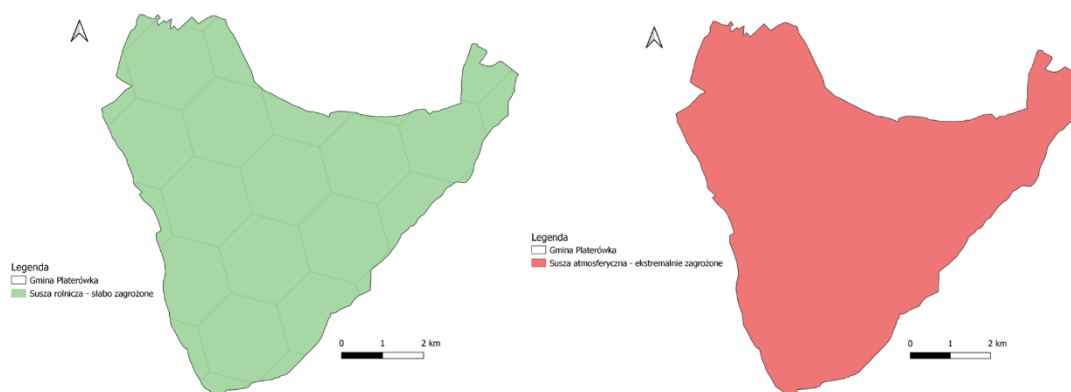 Legenda
Gmina Platerówka
Susza rolnicza - słabo zagrożone
0 1 2 km
Legenda
Gmina Platerówka
Susza atmosferyczna - ekstremalnie zagrożone
0 1 2 km